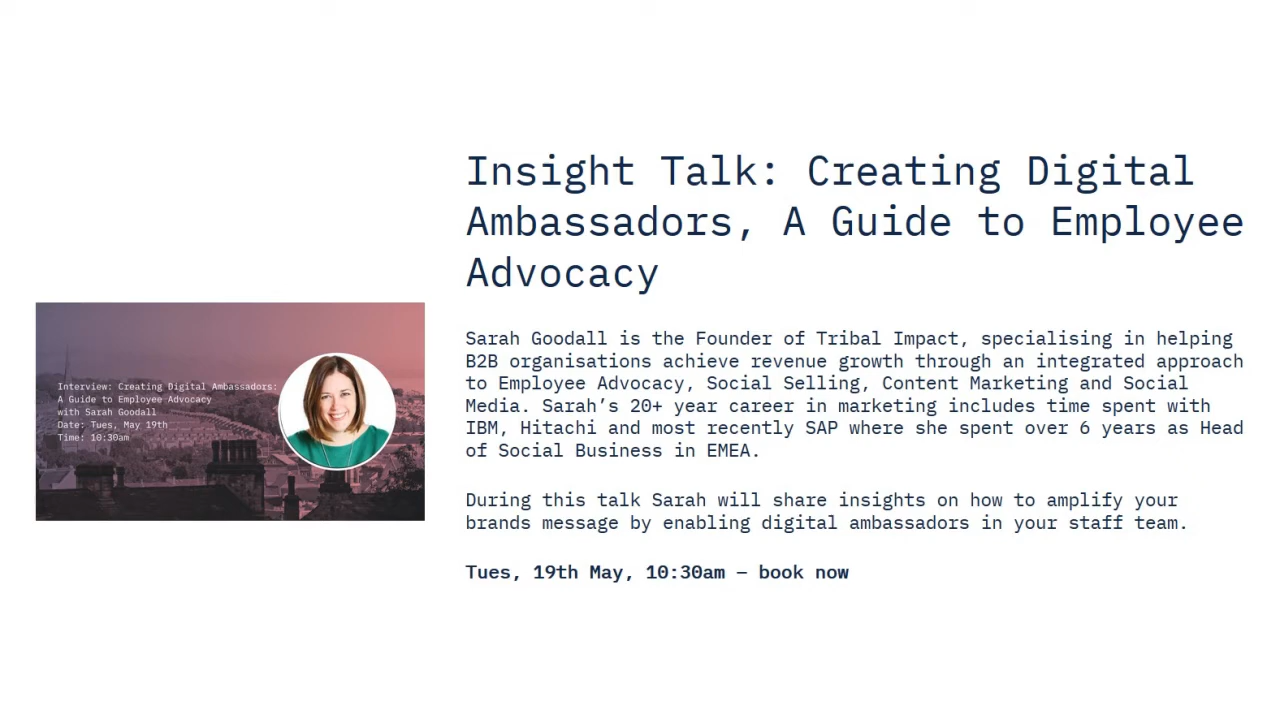 Insight Talk: Creating Digital
Ambassadors, A Guide to Employee
Advocacy
Interview: Creating Digital Ambassadors:
A Guide to Employee Advocacy
with Sarah Goodall
Date: Tues, May 19th
Time: 10:30am
Sarah Goodall is the Founder of Tribal Impact, specialising in helping
B2B organisations achieve revenue growth through an integrated approach
to Employee Advocacy, Social Selling, Content Marketing and Social
Media. Sarah’s 20+ year career in marketing includes time spent with
IBM, Hitachi and most recently SAP where she spent over 6 years as Head
of Social Business in EMEA.
During this talk Sarah will share insights on how to amplify your
brands message by enabling digital ambassadors in your staff team.
Tues, 19th May, 10:30am – book now